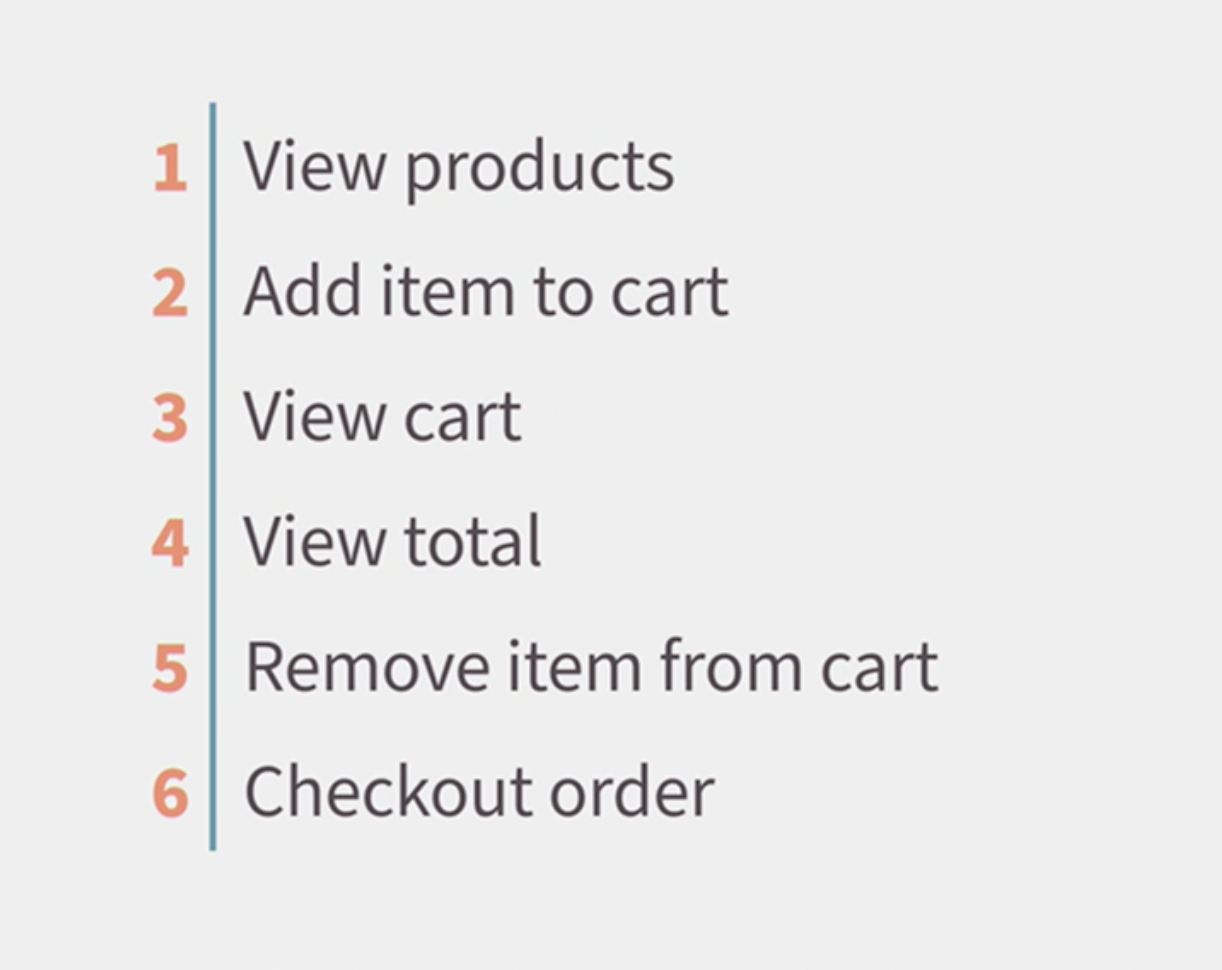 1 View products
2 Add item to cart
3 View cart
4 View total
5 Remove item from cart
6 Checkout order